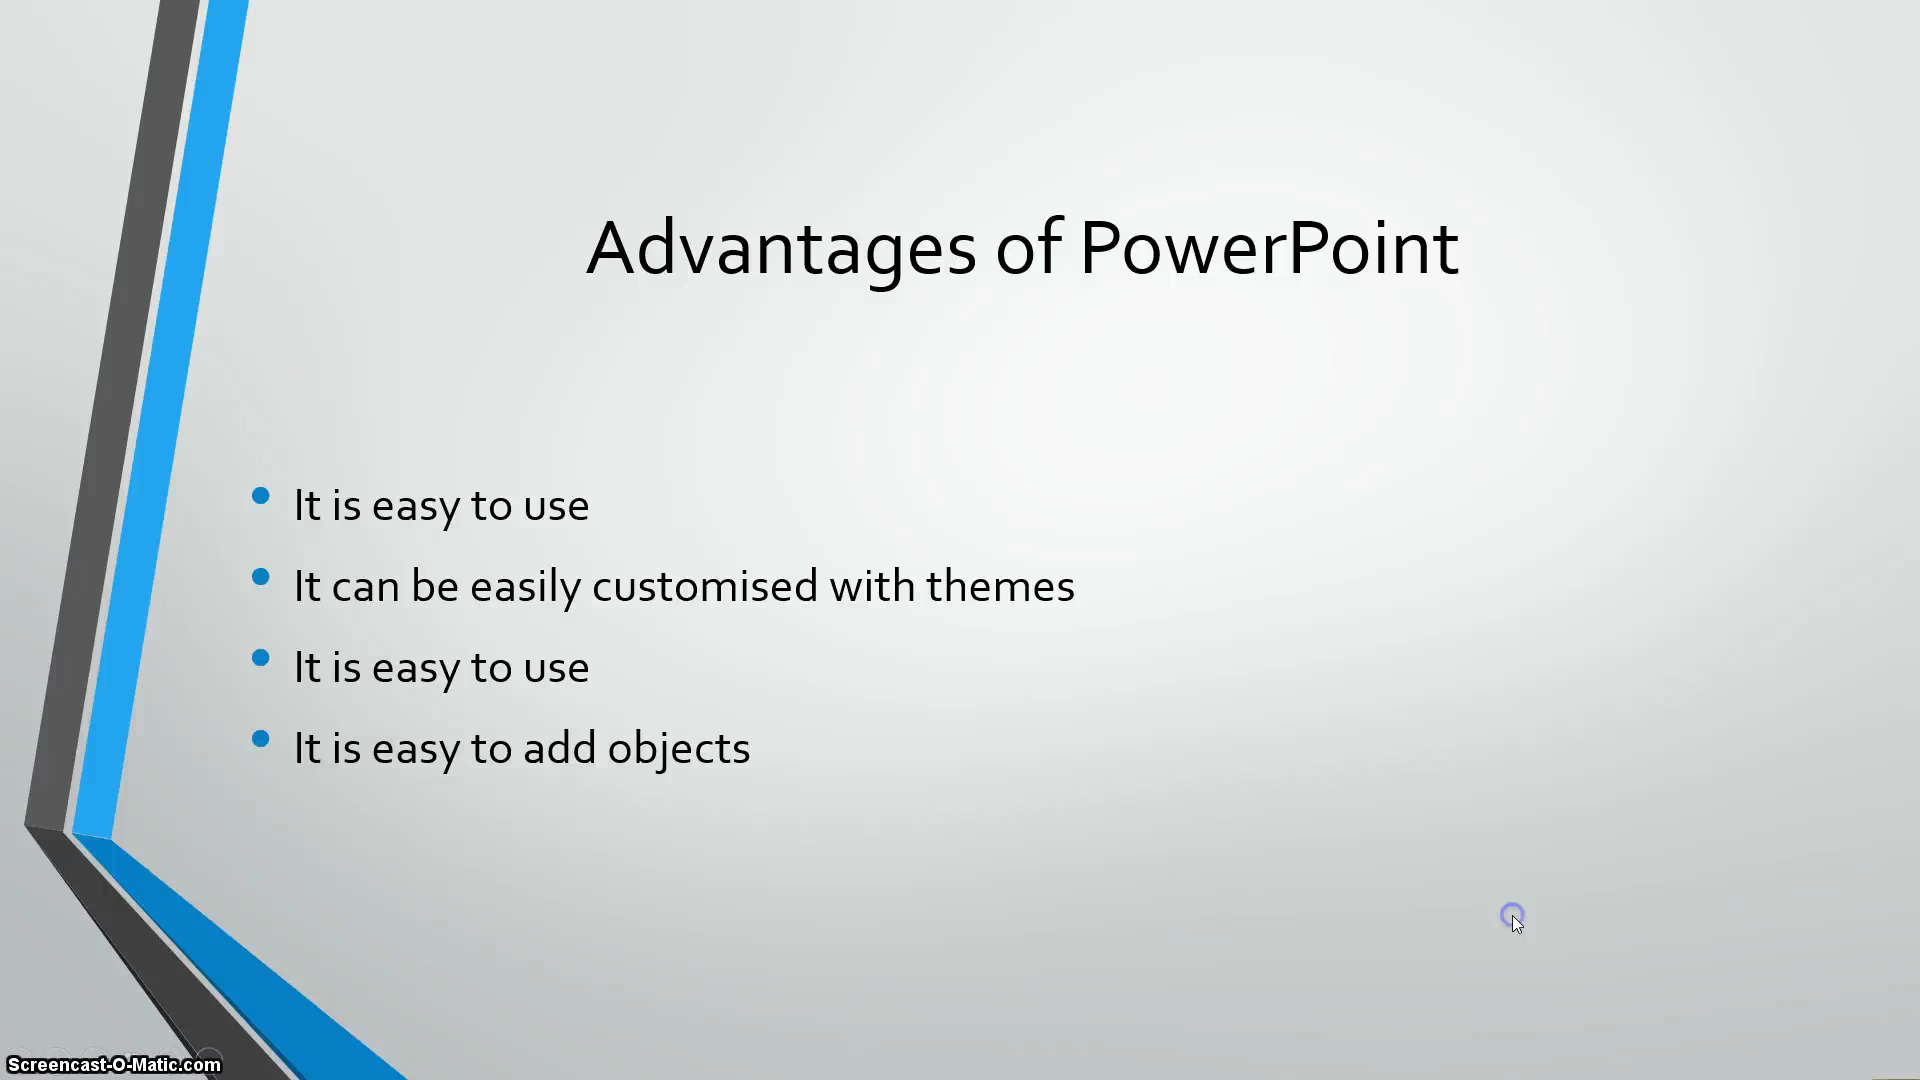 Advantages of PowerPoint
It is easy to use
It can be easily customised with themes
It is easy to use
It is easy to add objects
Screencast-O-Matic.com